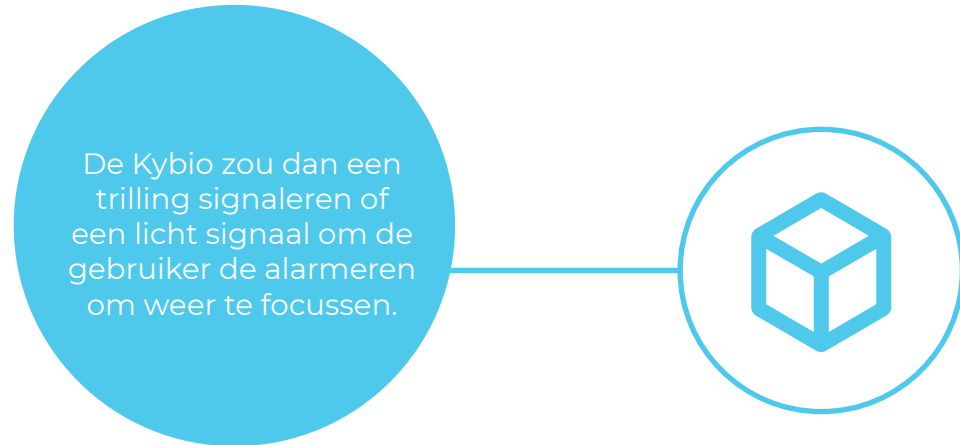 De Kybio zou dan een
trilling signaleren of
een licht signaal om de
gebruiker de alarmeren
om weer te focussen.